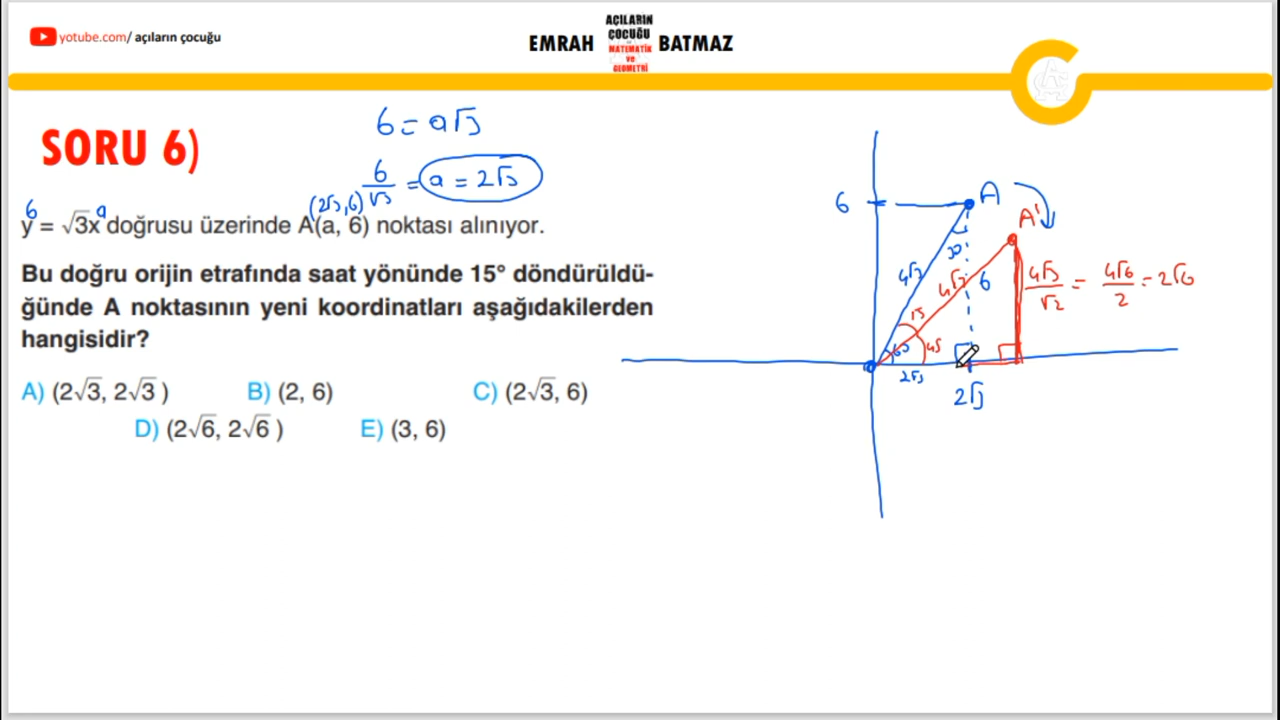 yotube.com/ açıların çocuğu
EMRAH AÇILARIN ÇOCUĞU MATEMATİK ve GEOMETRİ BATMAZ
SORU 6)
6 = a√3
6/√3 = a = 2√3
(2√3, 6)
6 a
y = √3x doğrusu üzerinde A(a, 6) noktası alınıyor.
Bu doğru orijin etrafında saat yönünde 15° döndürüldü-
ğünde A noktasının yeni koordinatları aşağıdakilerden
hangisidir?
A) (2√3, 2√3 ) B) (2, 6) C) (2√3, 6)
D) (2√6, 2√6 ) E) (3, 6)
6 A
A'
30
4√3 4√3 6
4√3/√2 = 4√6/2 = 2√6
15
60 45
2√3
2√3